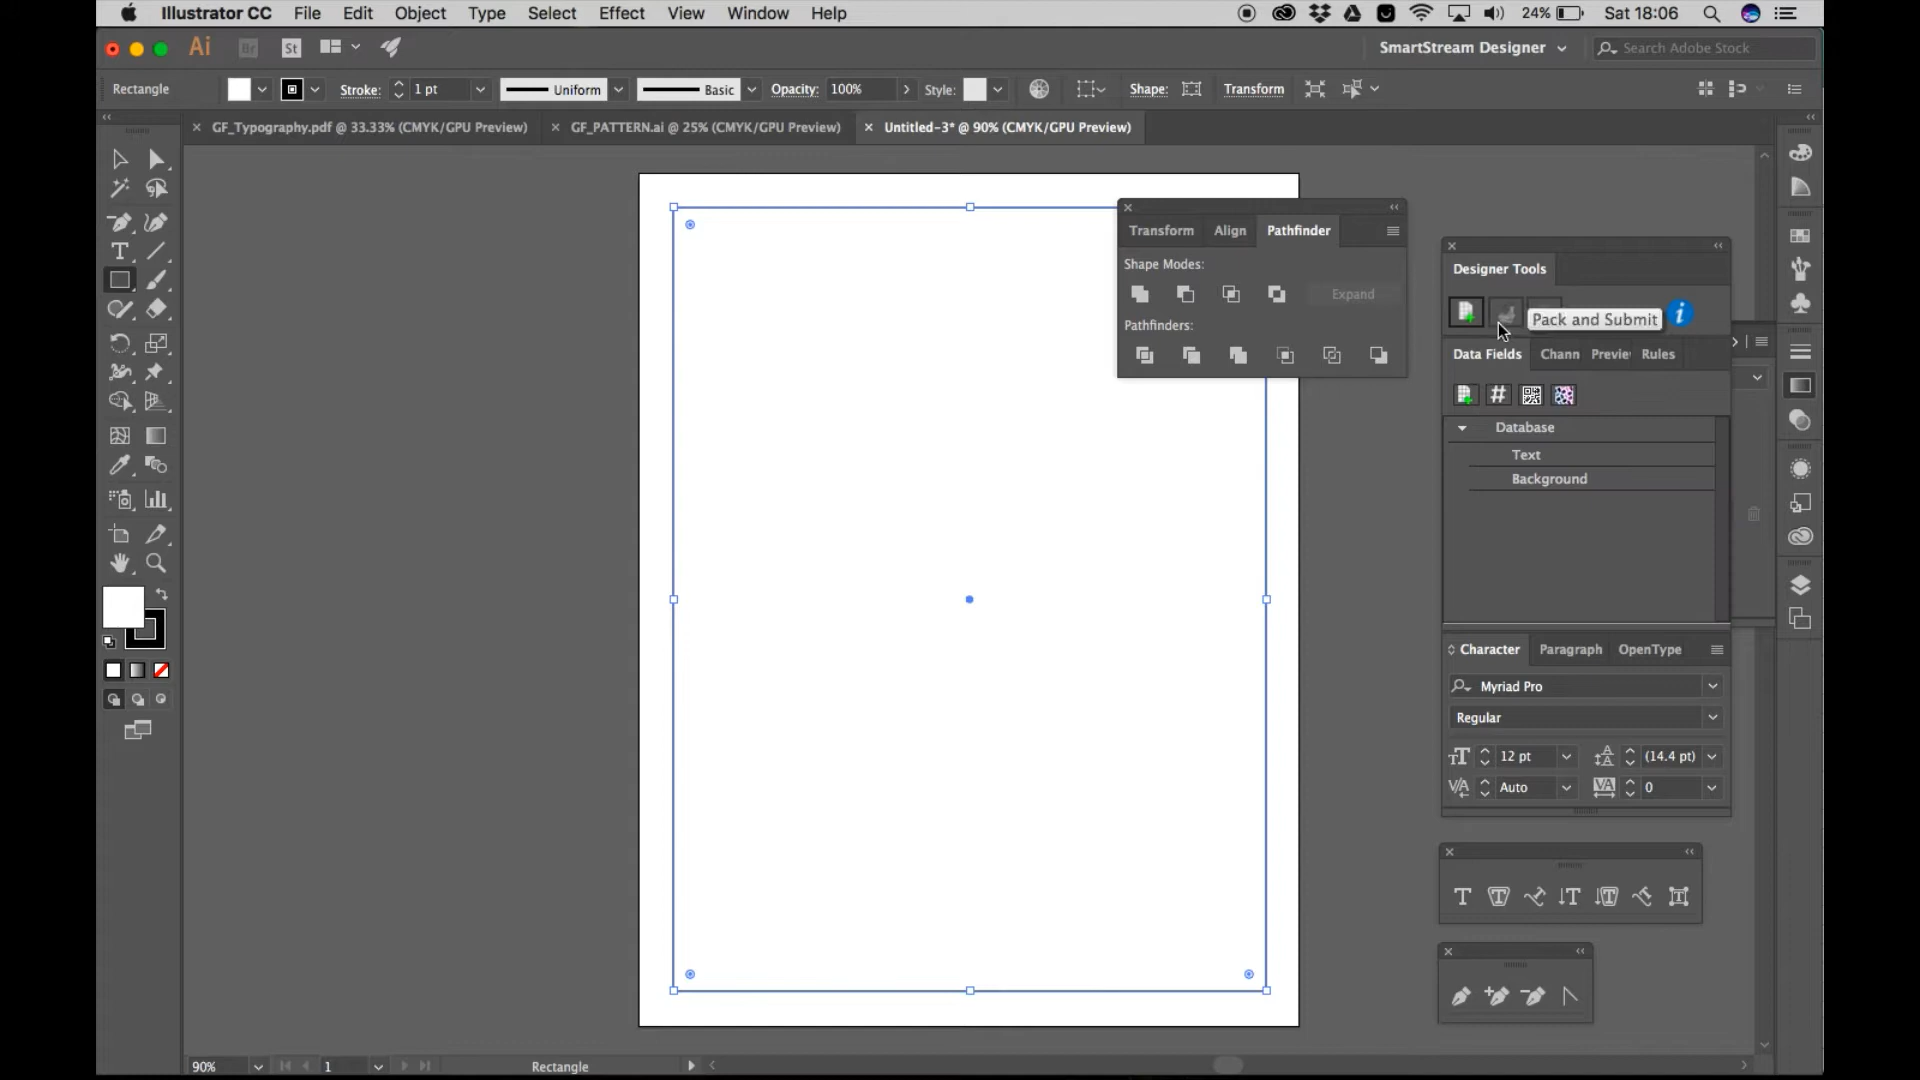 Illustrator CC File Edit Object Type Select Effect View Window Help 24% Sat 18:06
Ai Br St SmartStream Designer Search Adobe Stock
Rectangle Stroke: 1 pt Uniform Basic Opacity: 100% Style: Shape: Transform
GF_Typography.pdf @ 33.33% (CMYK/GPU Preview) GF_PATTERN.ai @ 25% (CMYK/GPU Preview) Untitled-3* @ 90% (CMYK/GPU Preview)
Transform Align Pathfinder
Shape Modes:
Expand
Pathfinders:
Designer Tools
Pack and Submit
Data Fields Chann Previe Rules
Database
Text
Background
Character Paragraph OpenType
Myriad Pro
Regular
12 pt (14.4 pt)
Auto 0
90% 1 Rectangle